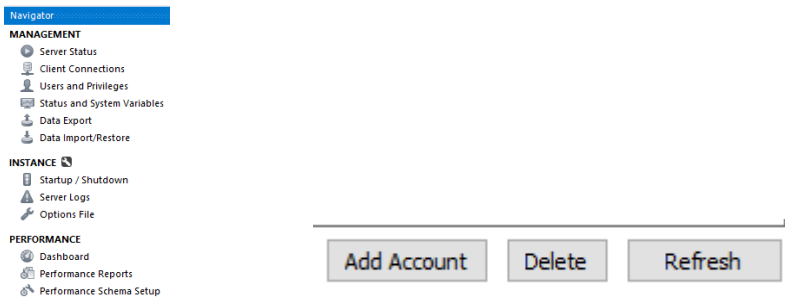 Navigator
MANAGEMENT
Server Status
Client Connections
Users and Privileges
Status and System Variables
Data Export
Data Import/Restore
INSTANCE
Startup / Shutdown
Server Logs
Options File
PERFORMANCE
Dashboard
Performance Reports
Performance Schema Setup
Add Account Delete Refresh